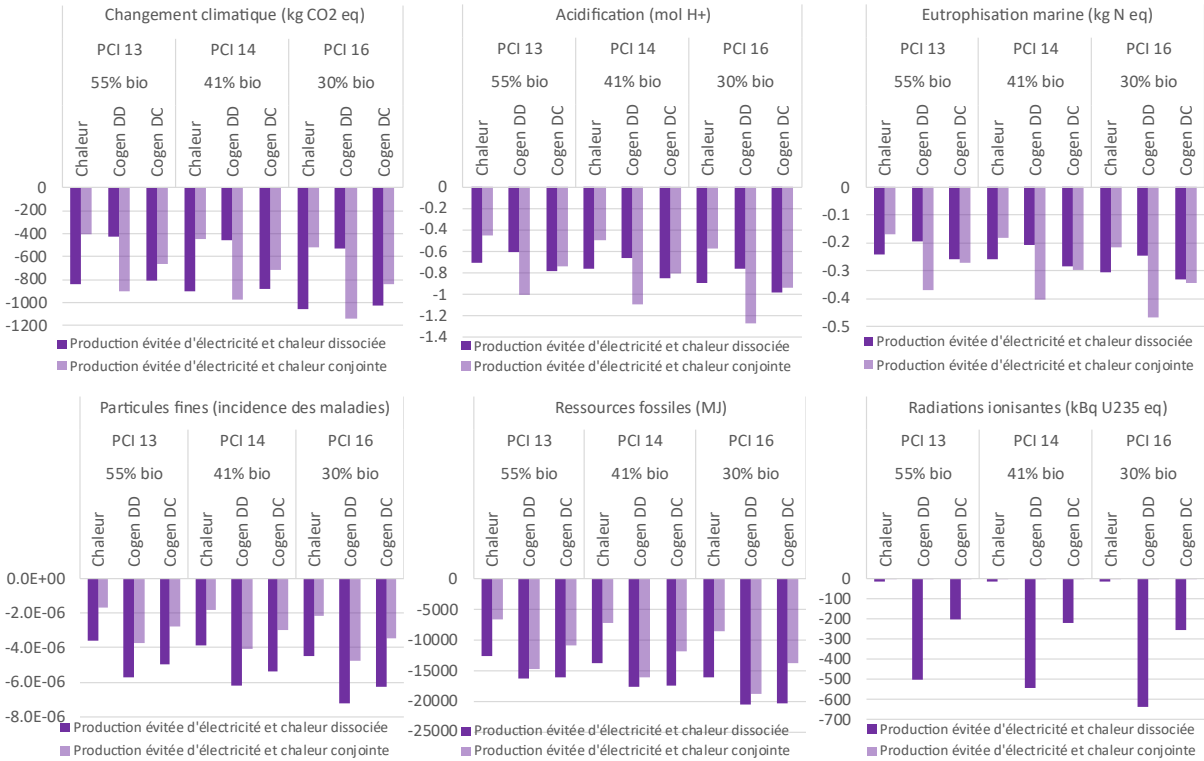 Changement climatique (kg CO2 eq)
PCI 13 PCI 14 PCI 16
55% bio 41% bio 30% bio
Chaleur Cogen DD Cogen DC Chaleur Cogen DD Cogen DC Chaleur Cogen DD Cogen DC
0
-200
-400
-600
-800
-1000
-1200
Production évitée d'électricité et chaleur dissociée
Production évitée d'électricité et chaleur conjointe
Acidification (mol H+)
PCI 13 PCI 14 PCI 16
55% bio 41% bio 30% bio
Chaleur Cogen DD Cogen DC Chaleur Cogen DD Cogen DC Chaleur Cogen DD Cogen DC
0
-0.2
-0.4
-0.6
-0.8
-1
-1.2
-1.4
Production évitée d'électricité et chaleur dissociée
Production évitée d'électricité et chaleur conjointe
Eutrophisation marine (kg N eq)
PCI 13 PCI 14 PCI 16
55% bio 41% bio 30% bio
Chaleur Cogen DD Cogen DC Chaleur Cogen DD Cogen DC Chaleur Cogen DD Cogen DC
0
-0.1
-0.2
-0.3
-0.4
-0.5
Production évitée d'électricité et chaleur dissociée
Production évitée d'électricité et chaleur conjointe
Particules fines (incidence des maladies)
PCI 13 PCI 14 PCI 16
55% bio 41% bio 30% bio
Chaleur Cogen DD Cogen DC Chaleur Cogen DD Cogen DC Chaleur Cogen DD Cogen DC
0.0E+00
-2.0E-06
-4.0E-06
-6.0E-06
-8.0E-06
Production évitée d'électricité et chaleur dissociée
Production évitée d'électricité et chaleur conjointe
Ressources fossiles (MJ)
PCI 13 PCI 14 PCI 16
55% bio 41% bio 30% bio
Chaleur Cogen DD Cogen DC Chaleur Cogen DD Cogen DC Chaleur Cogen DD Cogen DC
0
-5000
-10000
-15000
-20000
-25000
Production évitée d'électricité et chaleur dissociée
Production évitée d'électricité et chaleur conjointe
Radiations ionisantes (kBq U235 eq)
PCI 13 PCI 14 PCI 16
55% bio 41% bio 30% bio
Chaleur Cogen DD Cogen DC Chaleur Cogen DD Cogen DC Chaleur Cogen DD Cogen DC
0
-100
-200
-300
-400
-500
-600
-700
Production évitée d'électricité et chaleur dissociée
Production évitée d'électricité et chaleur conjointe